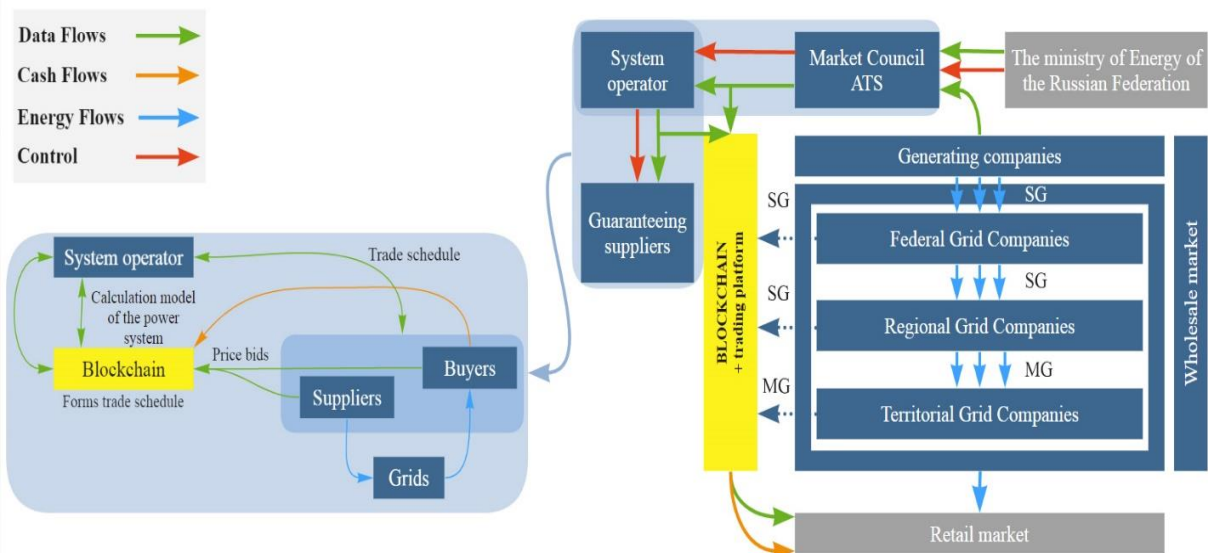 Data Flows
Cash Flows
Energy Flows
Control
System
operator
Market Council
ATS
The ministry of Energy of
the Russian Federation
Generating companies
SG
Guaranteeing
suppliers
BLOCKCHAIN
+ trading platform
SG
Federal Grid Companies
SG
SG
Regional Grid Companies
MG
MG
Territorial Grid Companies
Wholesale market
Retail market
System operator
Trade schedule
Calculation model
of the power
system
Blockchain
Forms trade schedule
Price bids
Buyers
Suppliers
Grids